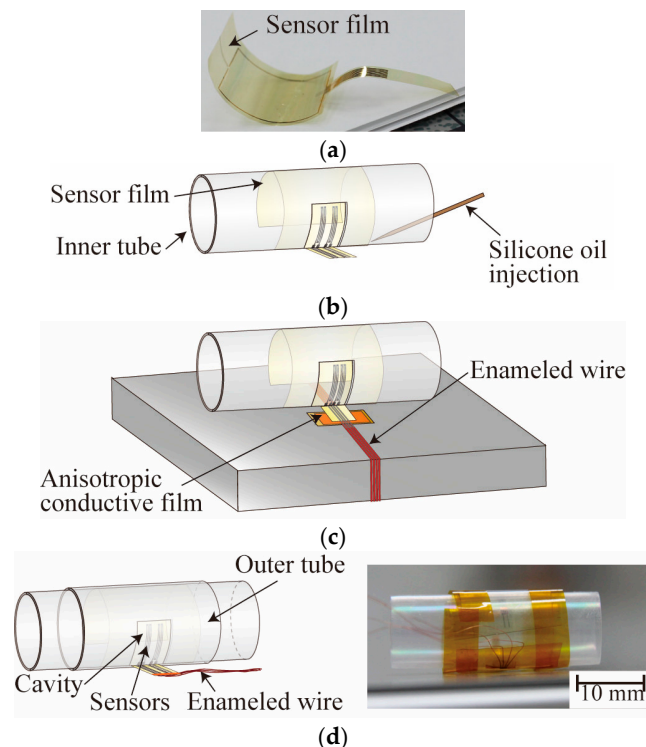 Sensor film
(a)
Sensor film
Inner tube
Silicone oil
injection
(b)
Enameled wire
Anisotropic
conductive film
(c)
Outer tube
Cavity
Sensors
Enameled wire
10 mm
(d)